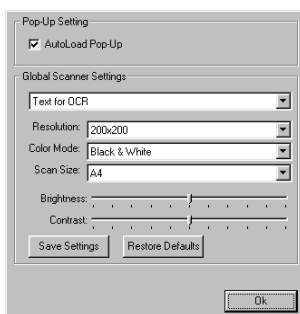 Pop-Up Setting
AutoLoad Pop-Up
Global Scanner Settings
Text for OCR
Resolution: 200x200
Color Mode: Black & White
Scan Size: A4
Brightness:
Contrast:
Save Settings Restore Defaults
Ok